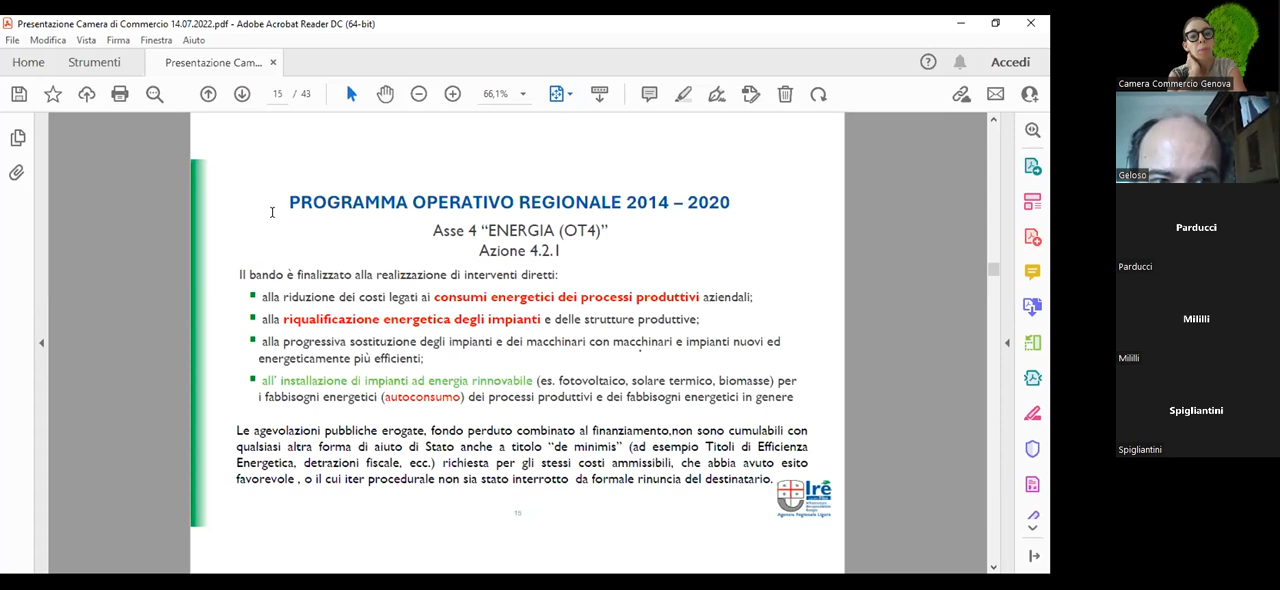 Presentazione Camera di Commercio 14.07.2022.pdf - Adobe Acrobat Reader DC (64-bit)
File Modifica Vista Firma Finestra Aiuto
Home Strumenti Presentazione Cam... × Accedi
15 / 43 66,1%
PROGRAMMA OPERATIVO REGIONALE 2014 – 2020
Asse 4 “ENERGIA (OT4)”
Azione 4.2.1
Il bando è finalizzato alla realizzazione di interventi diretti:
alla riduzione dei costi legati ai consumi energetici dei processi produttivi aziendali;
alla riqualificazione energetica degli impianti e delle strutture produttive;
alla progressiva sostituzione degli impianti e dei macchinari con macchinari e impianti nuovi ed
energeticamente più efficienti;
all' installazione di impianti ad energia rinnovabile (es. fotovoltaico, solare termico, biomasse) per
i fabbisogni energetici (autoconsumo) dei processi produttivi e dei fabbisogni energetici in genere
Le agevolazioni pubbliche erogate, fondo perduto combinato al finanziamento,non sono cumulabili con
qualsiasi altra forma di aiuto di Stato anche a titolo “de minimis” (ad esempio Titoli di Efficienza
Energetica, detrazioni fiscale, ecc.) richiesta per gli stessi costi ammissibili, che abbia avuto esito
favorevole , o il cui iter procedurale non sia stato interrotto da formale rinuncia del destinatario.
Irè
Agenzia Regionale Ligure
15
Camera Commercio Genova
Geloso
Parducci
Parducci
Mililli
Mililli
Spigliantini
Spigliantini